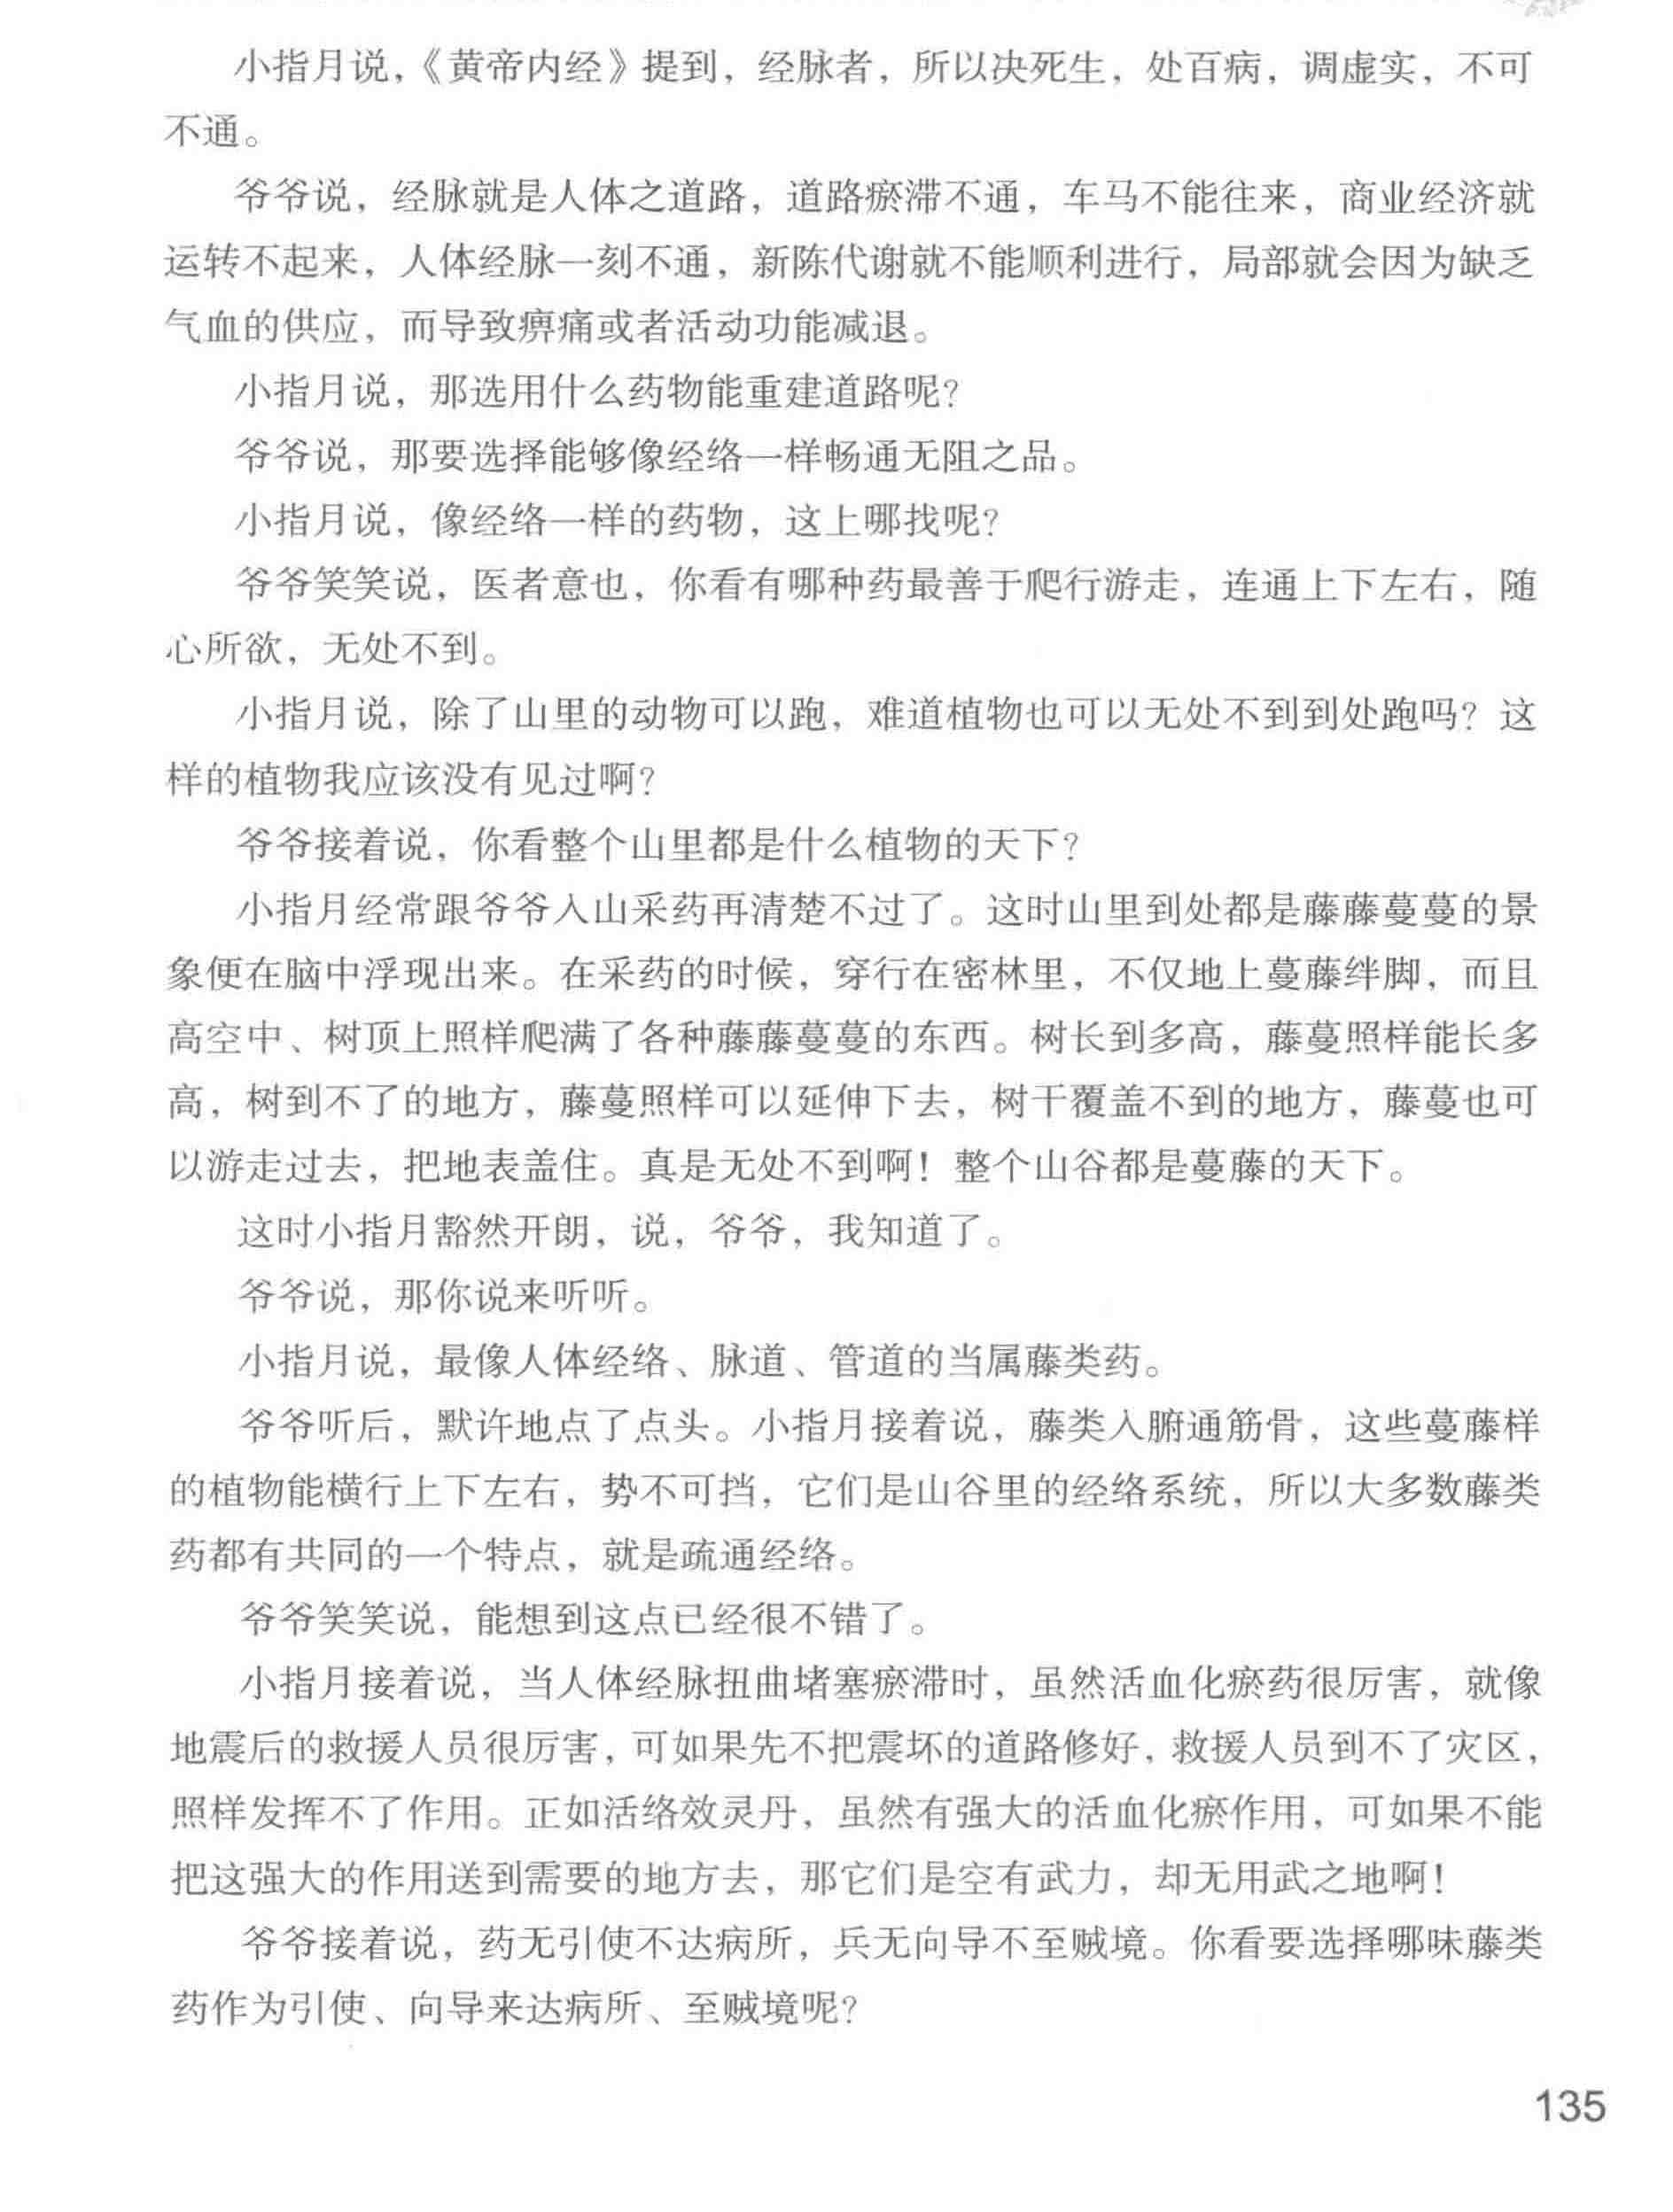 小指月说，《黄帝内经》提到，经脉者，所以决死生，处百病，调虚实，不可
不通。
爷爷说，经脉就是人体之道路，道路瘀滞不通，车马不能往来，商业经济就
运转不起来，人体经脉一刻不通，新陈代谢就不能顺利进行，局部就会因为缺乏
气血的供应，而导致痹痛或者活动功能减退。
小指月说，那选用什么药物能重建道路呢？
爷爷说，那要选择能够像经络一样畅通无阻之品。
小指月说，像经络一样的药物，这上哪找呢？
爷爷笑笑说，医者意也，你看有哪种药最善于爬行游走，连通上下左右，随
心所欲，无处不到。
小指月说，除了山里的动物可以跑，难道植物也可以无处不到到处跑吗？这
样的植物我应该没有见过啊？
爷爷接着说，你看整个山里都是什么植物的天下？
小指月经常跟爷爷入山采药再清楚不过了。这时山里到处都是藤藤蔓蔓的景
象便在脑中浮现出来。在采药的时候，穿行在密林里，不仅地上蔓藤绊脚，而且
高空中、树顶上照样爬满了各种藤藤蔓蔓的东西。树长到多高，藤蔓照样能长多
高，树到不了的地方，藤蔓照样可以延伸下去，树干覆盖不到的地方，藤蔓也可
以游走过去，把地表盖住。真是无处不到啊！整个山谷都是蔓藤的天下。
这时小指月豁然开朗，说，爷爷，我知道了。
爷爷说，那你说来听听。
小指月说，最像人体经络、脉道、管道的当属藤类药。
爷爷听后，默许地点了点头。小指月接着说，藤类入腑通筋骨，这些蔓藤样
的植物能横行上下左右，势不可挡，它们是山谷里的经络系统，所以大多数藤类
药都有共同的一个特点，就是疏通经络。
爷爷笑笑说，能想到这点已经很不错了。
小指月接着说，当人体经脉扭曲堵塞瘀滞时，虽然活血化瘀药很厉害，就像
地震后的救援人员很厉害，可如果先不把震坏的道路修好，救援人员到不了灾区，
照样发挥不了作用。正如活络效灵丹，虽然有强大的活血化瘀作用，可如果不能
把这强大的作用送到需要的地方去，那它们是空有武力，却无用武之地啊！
爷爷接着说，药无引使不达病所，兵无向导不至贼境。你看要选择哪味藤类
药作为引使、向导来达病所、至贼境呢？
135